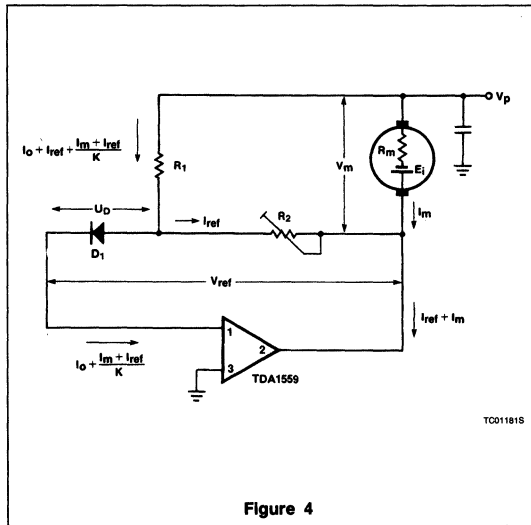 Vp
Io + Iref + Im + Iref / K
R1
Vm
Rm
Ei
Im
UD
Iref
R2
D1
Vref
Io + Im + Iref / K
1
2
3
TDA1559
Iref + Im
TC01181S
Figure 4